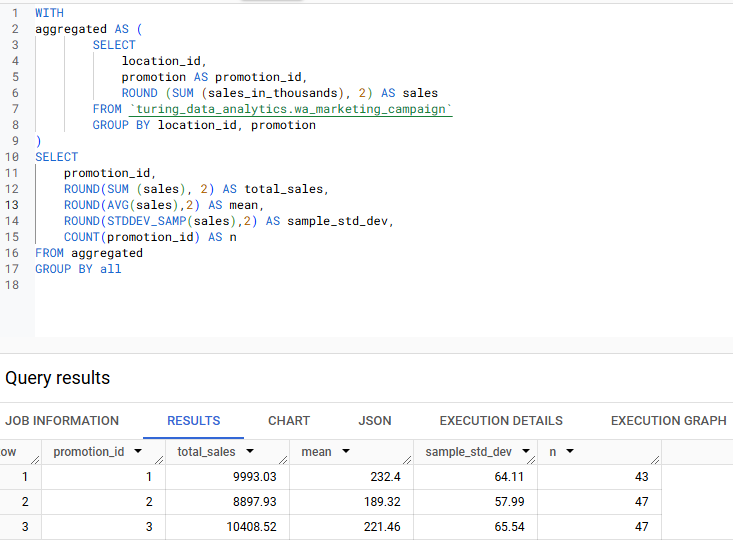 1 WITH
2 aggregated AS (
3 SELECT
4 location_id,
5 promotion AS promotion_id,
6 ROUND (SUM (sales_in_thousands), 2) AS sales
7 FROM `turing_data_analytics.wa_marketing_campaign`
8 GROUP BY location_id, promotion
9 )
10 SELECT
11 promotion_id,
12 ROUND(SUM (sales), 2) AS total_sales,
13 ROUND(AVG(sales),2) AS mean,
14 ROUND(STDDEV_SAMP(sales),2) AS sample_std_dev,
15 COUNT(promotion_id) AS n
16 FROM aggregated
17 GROUP BY all
18
Query results
JOB INFORMATION RESULTS CHART JSON EXECUTION DETAILS EXECUTION GRAPH
ow promotion_id total_sales mean sample_std_dev n
1 1 9993.03 232.4 64.11 43
2 2 8897.93 189.32 57.99 47
3 3 10408.52 221.46 65.54 47